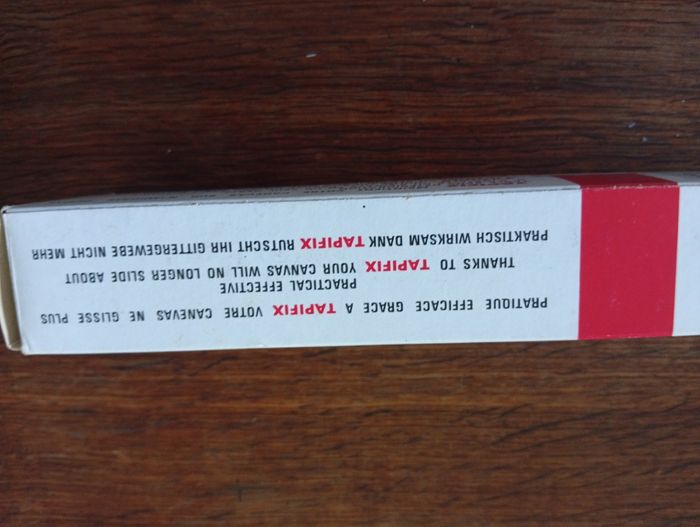 PRATIQUE EFFICACE GRACE A TAPIFIX VOTRE CANEVAS NE GLISSE PLUS
PRACTICAL EFFECTIVE
THANKS TO TAPIFIX YOUR CANVAS WILL NO LONGER SLIDE ABOUT
PRAKTISCH WIRKSAM DANK TAPIFIX RUTSCHT IHR GITTERGEWEBE NICHT MEHR